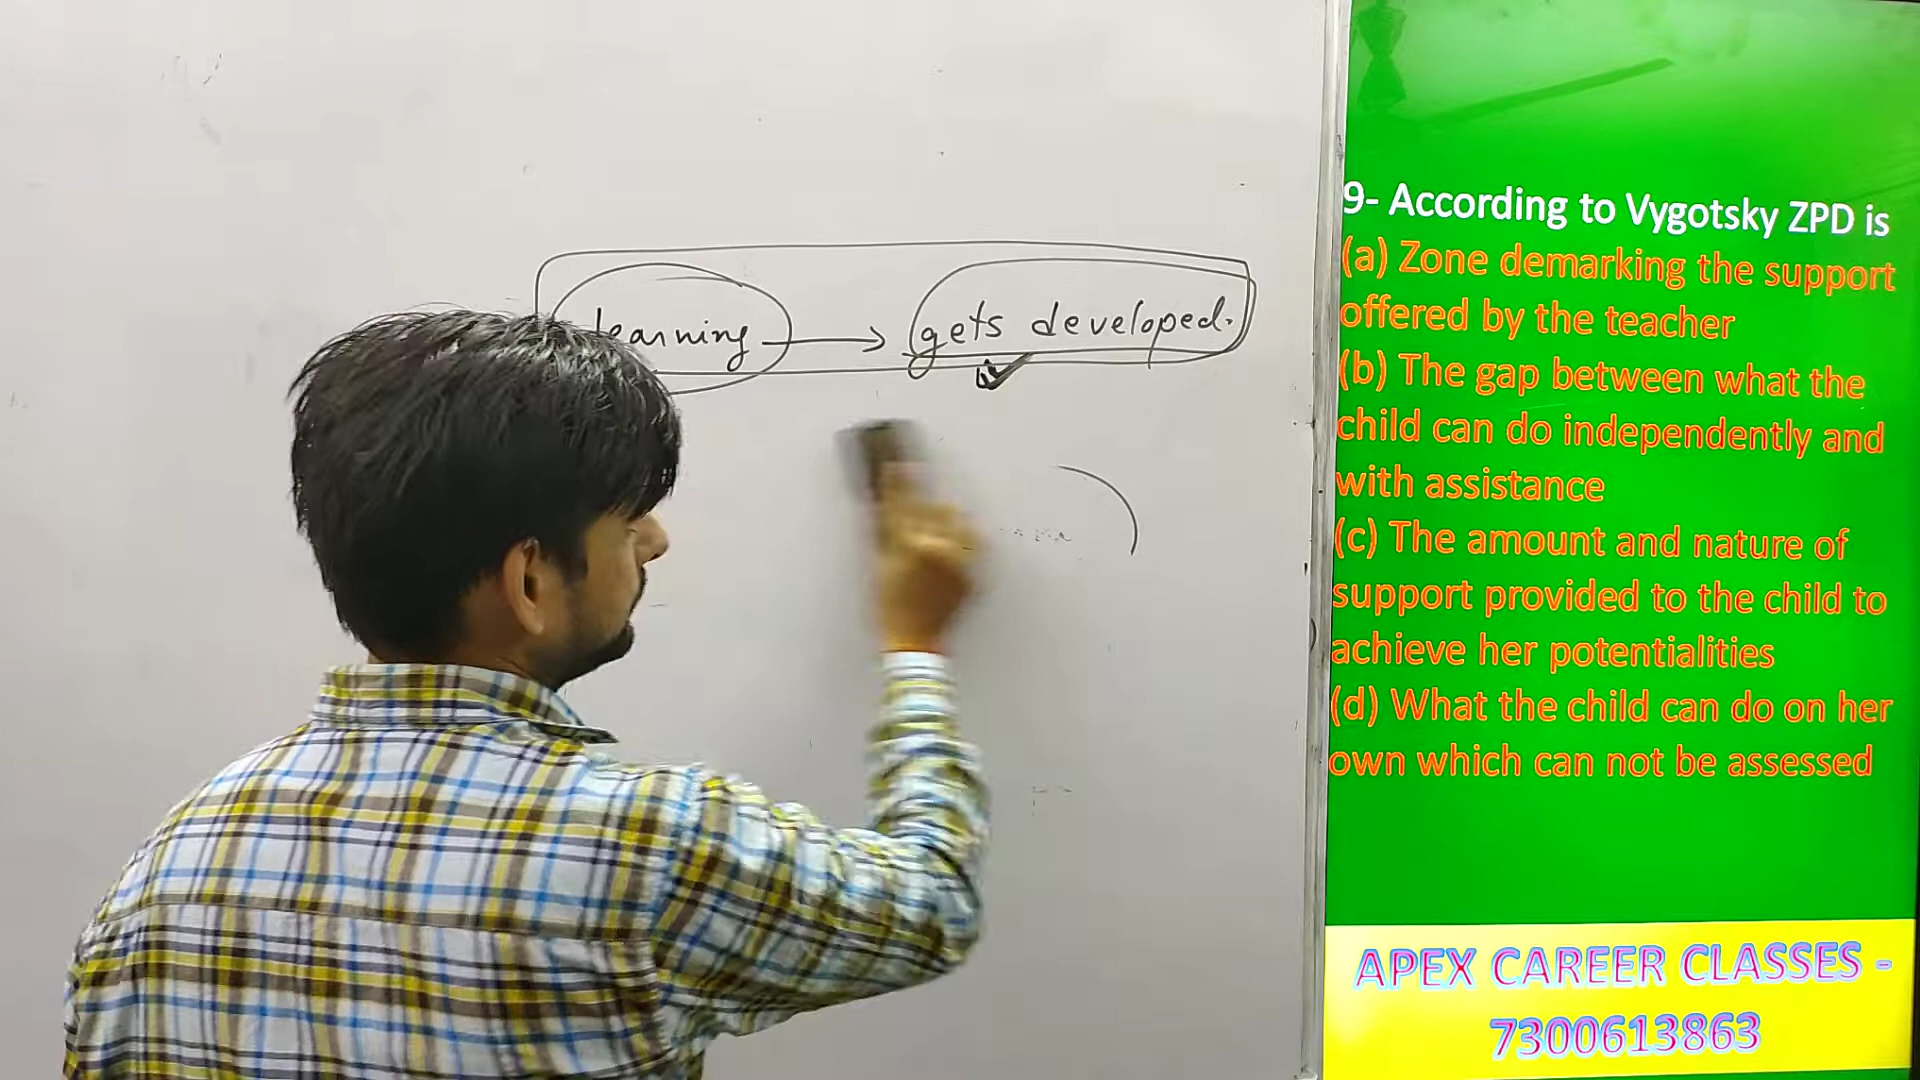 learning → gets developed.
9- According to Vygotsky ZPD is
(a) Zone demarking the support
offered by the teacher
(b) The gap between what the
child can do independently and
with assistance
(c) The amount and nature of
support provided to the child to
achieve her potentialities
(d) What the child can do on her
own which can not be assessed
APEX CAREER CLASSES -
7300613863